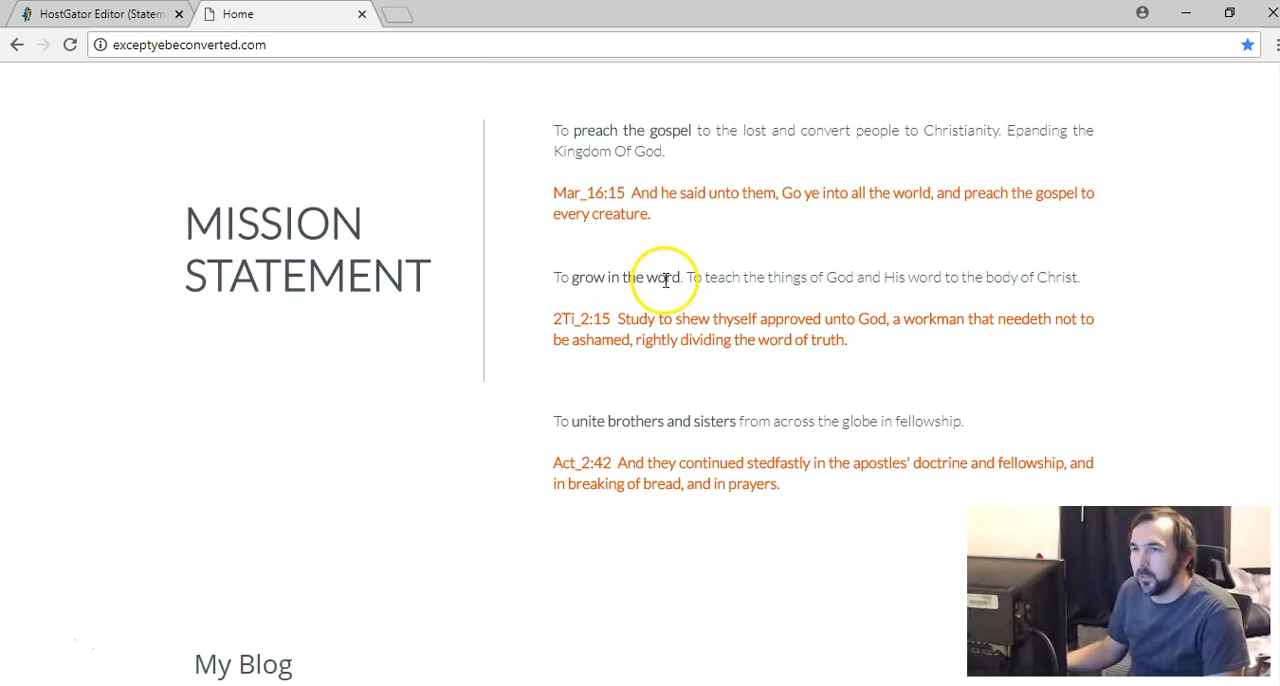 HostGator Editor (Statem
Home
exceptyebeconverted.com
To preach the gospel to the lost and convert people to Christianity. Epanding the
Kingdom Of God.
Mar_16:15 And he said unto them, Go ye into all the world, and preach the gospel to
every creature.
MISSION
STATEMENT
To grow in the word. To teach the things of God and His word to the body of Christ.
2Ti_2:15 Study to shew thyself approved unto God, a workman that needeth not to
be ashamed, rightly dividing the word of truth.
To unite brothers and sisters from across the globe in fellowship.
Act_2:42 And they continued stedfastly in the apostles' doctrine and fellowship, and
in breaking of bread, and in prayers.
My Blog